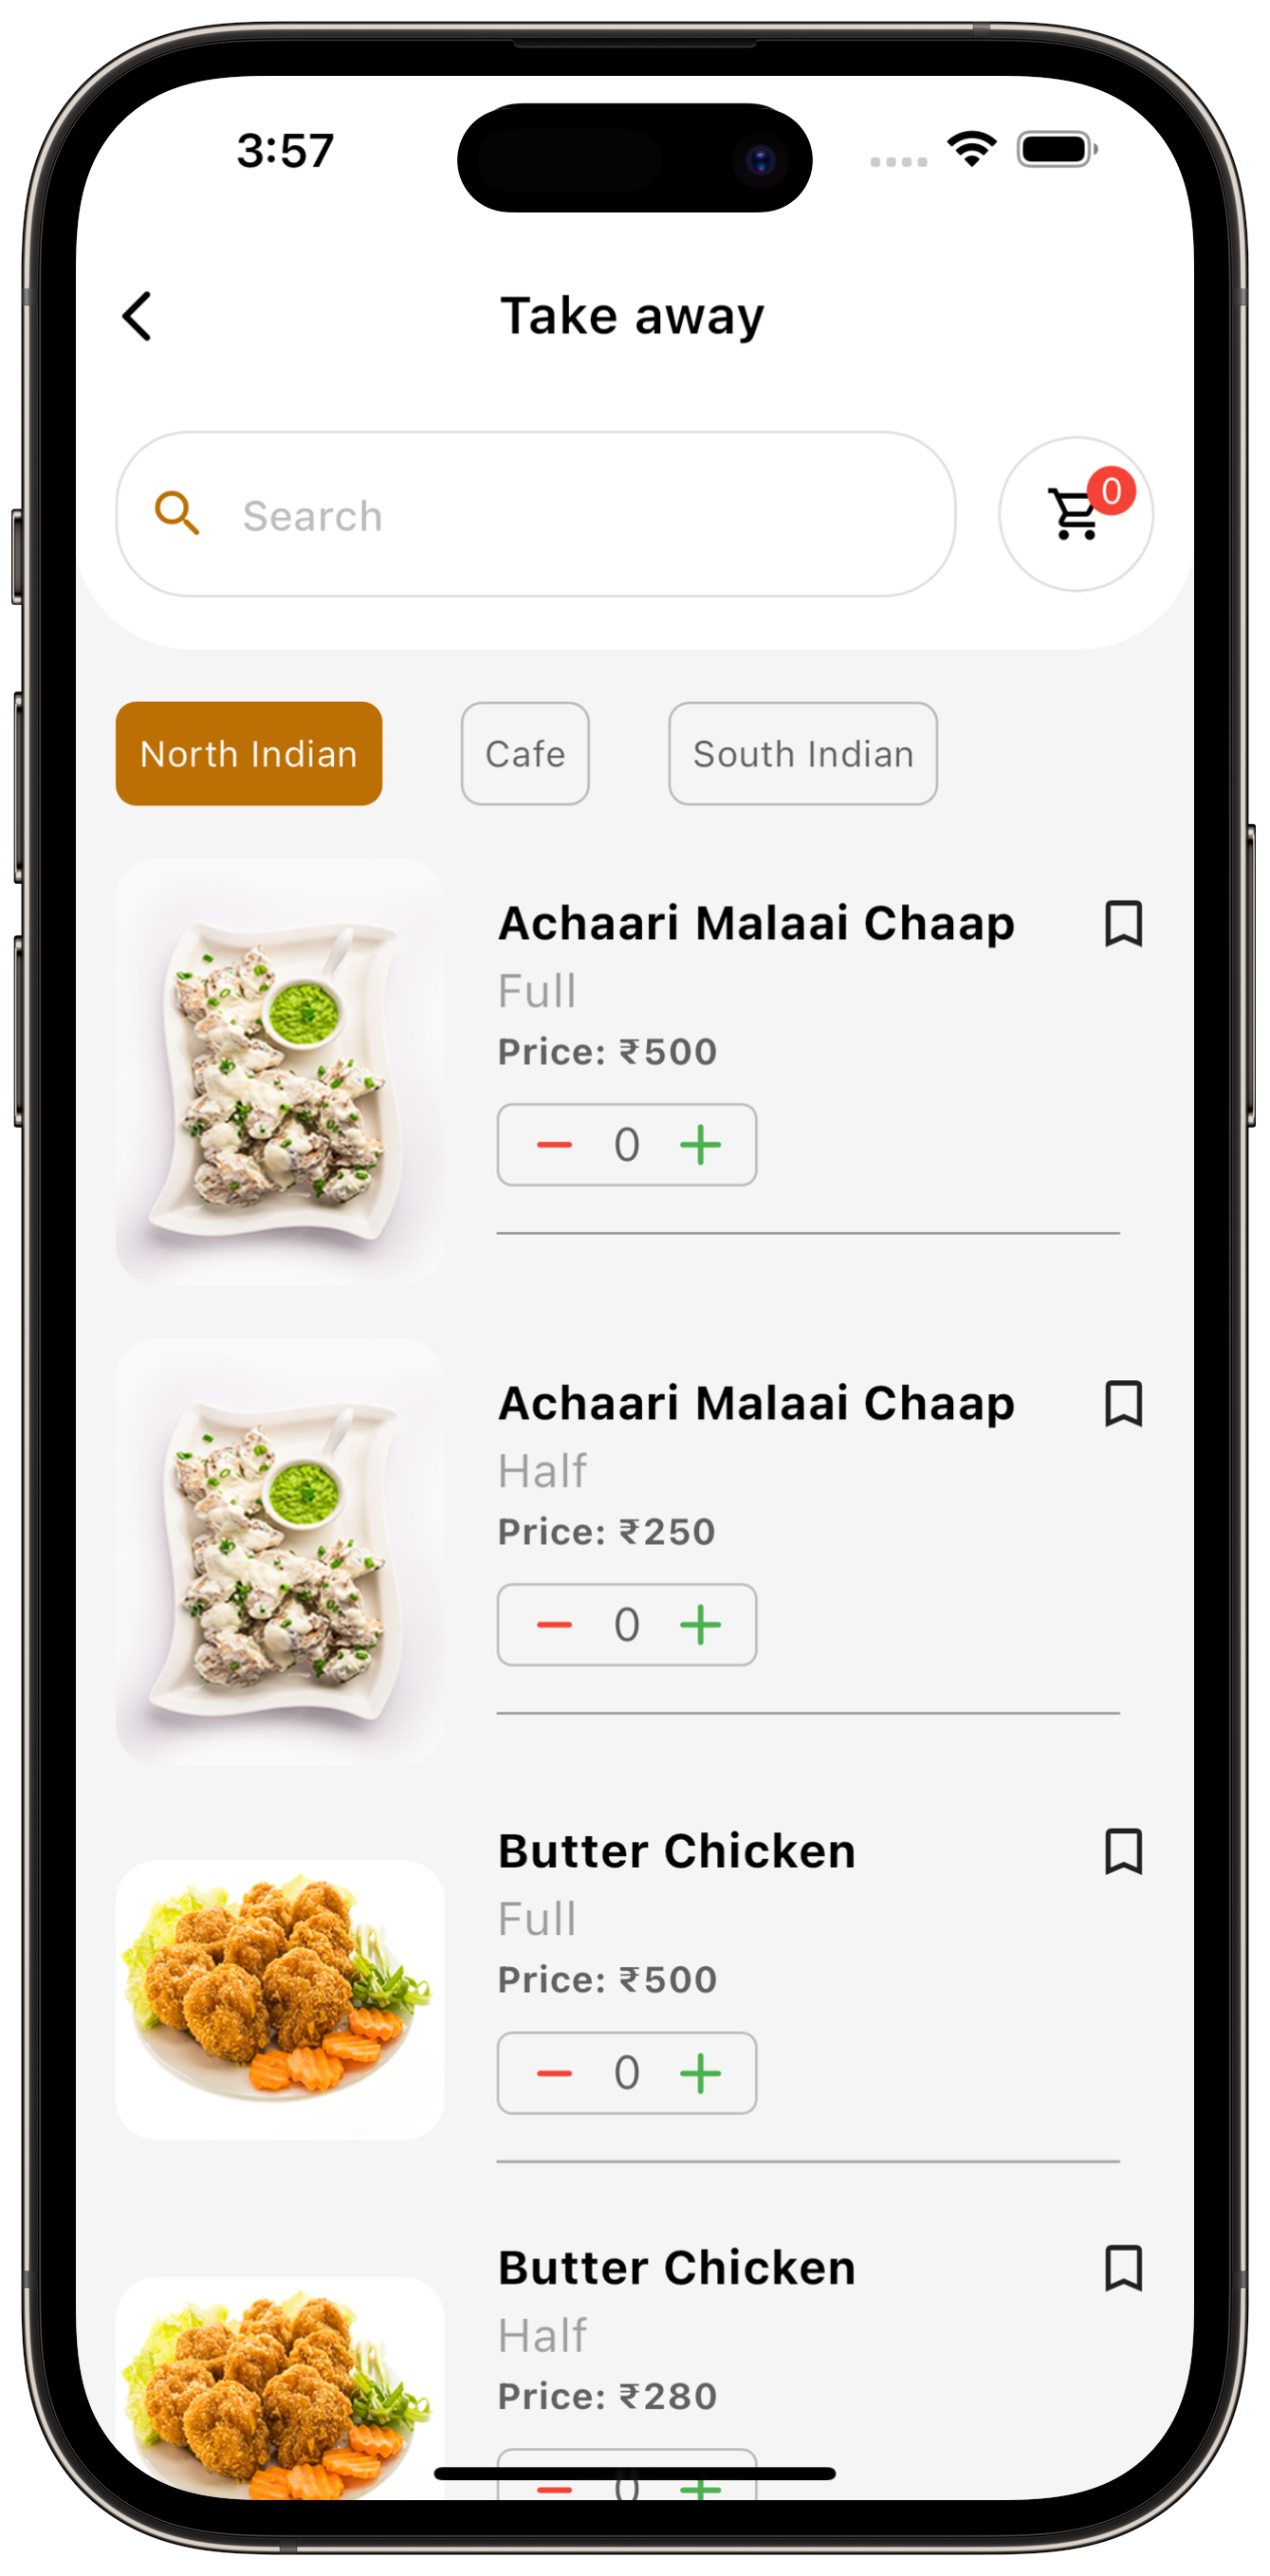 3:57
Take away
Search
0
North Indian
Cafe
South Indian
Achaari Malaai Chaap
Full
Price: ₹500
0
Achaari Malaai Chaap
Half
Price: ₹250
0
Butter Chicken
Full
Price: ₹500
0
Butter Chicken
Half
Price: ₹280
0